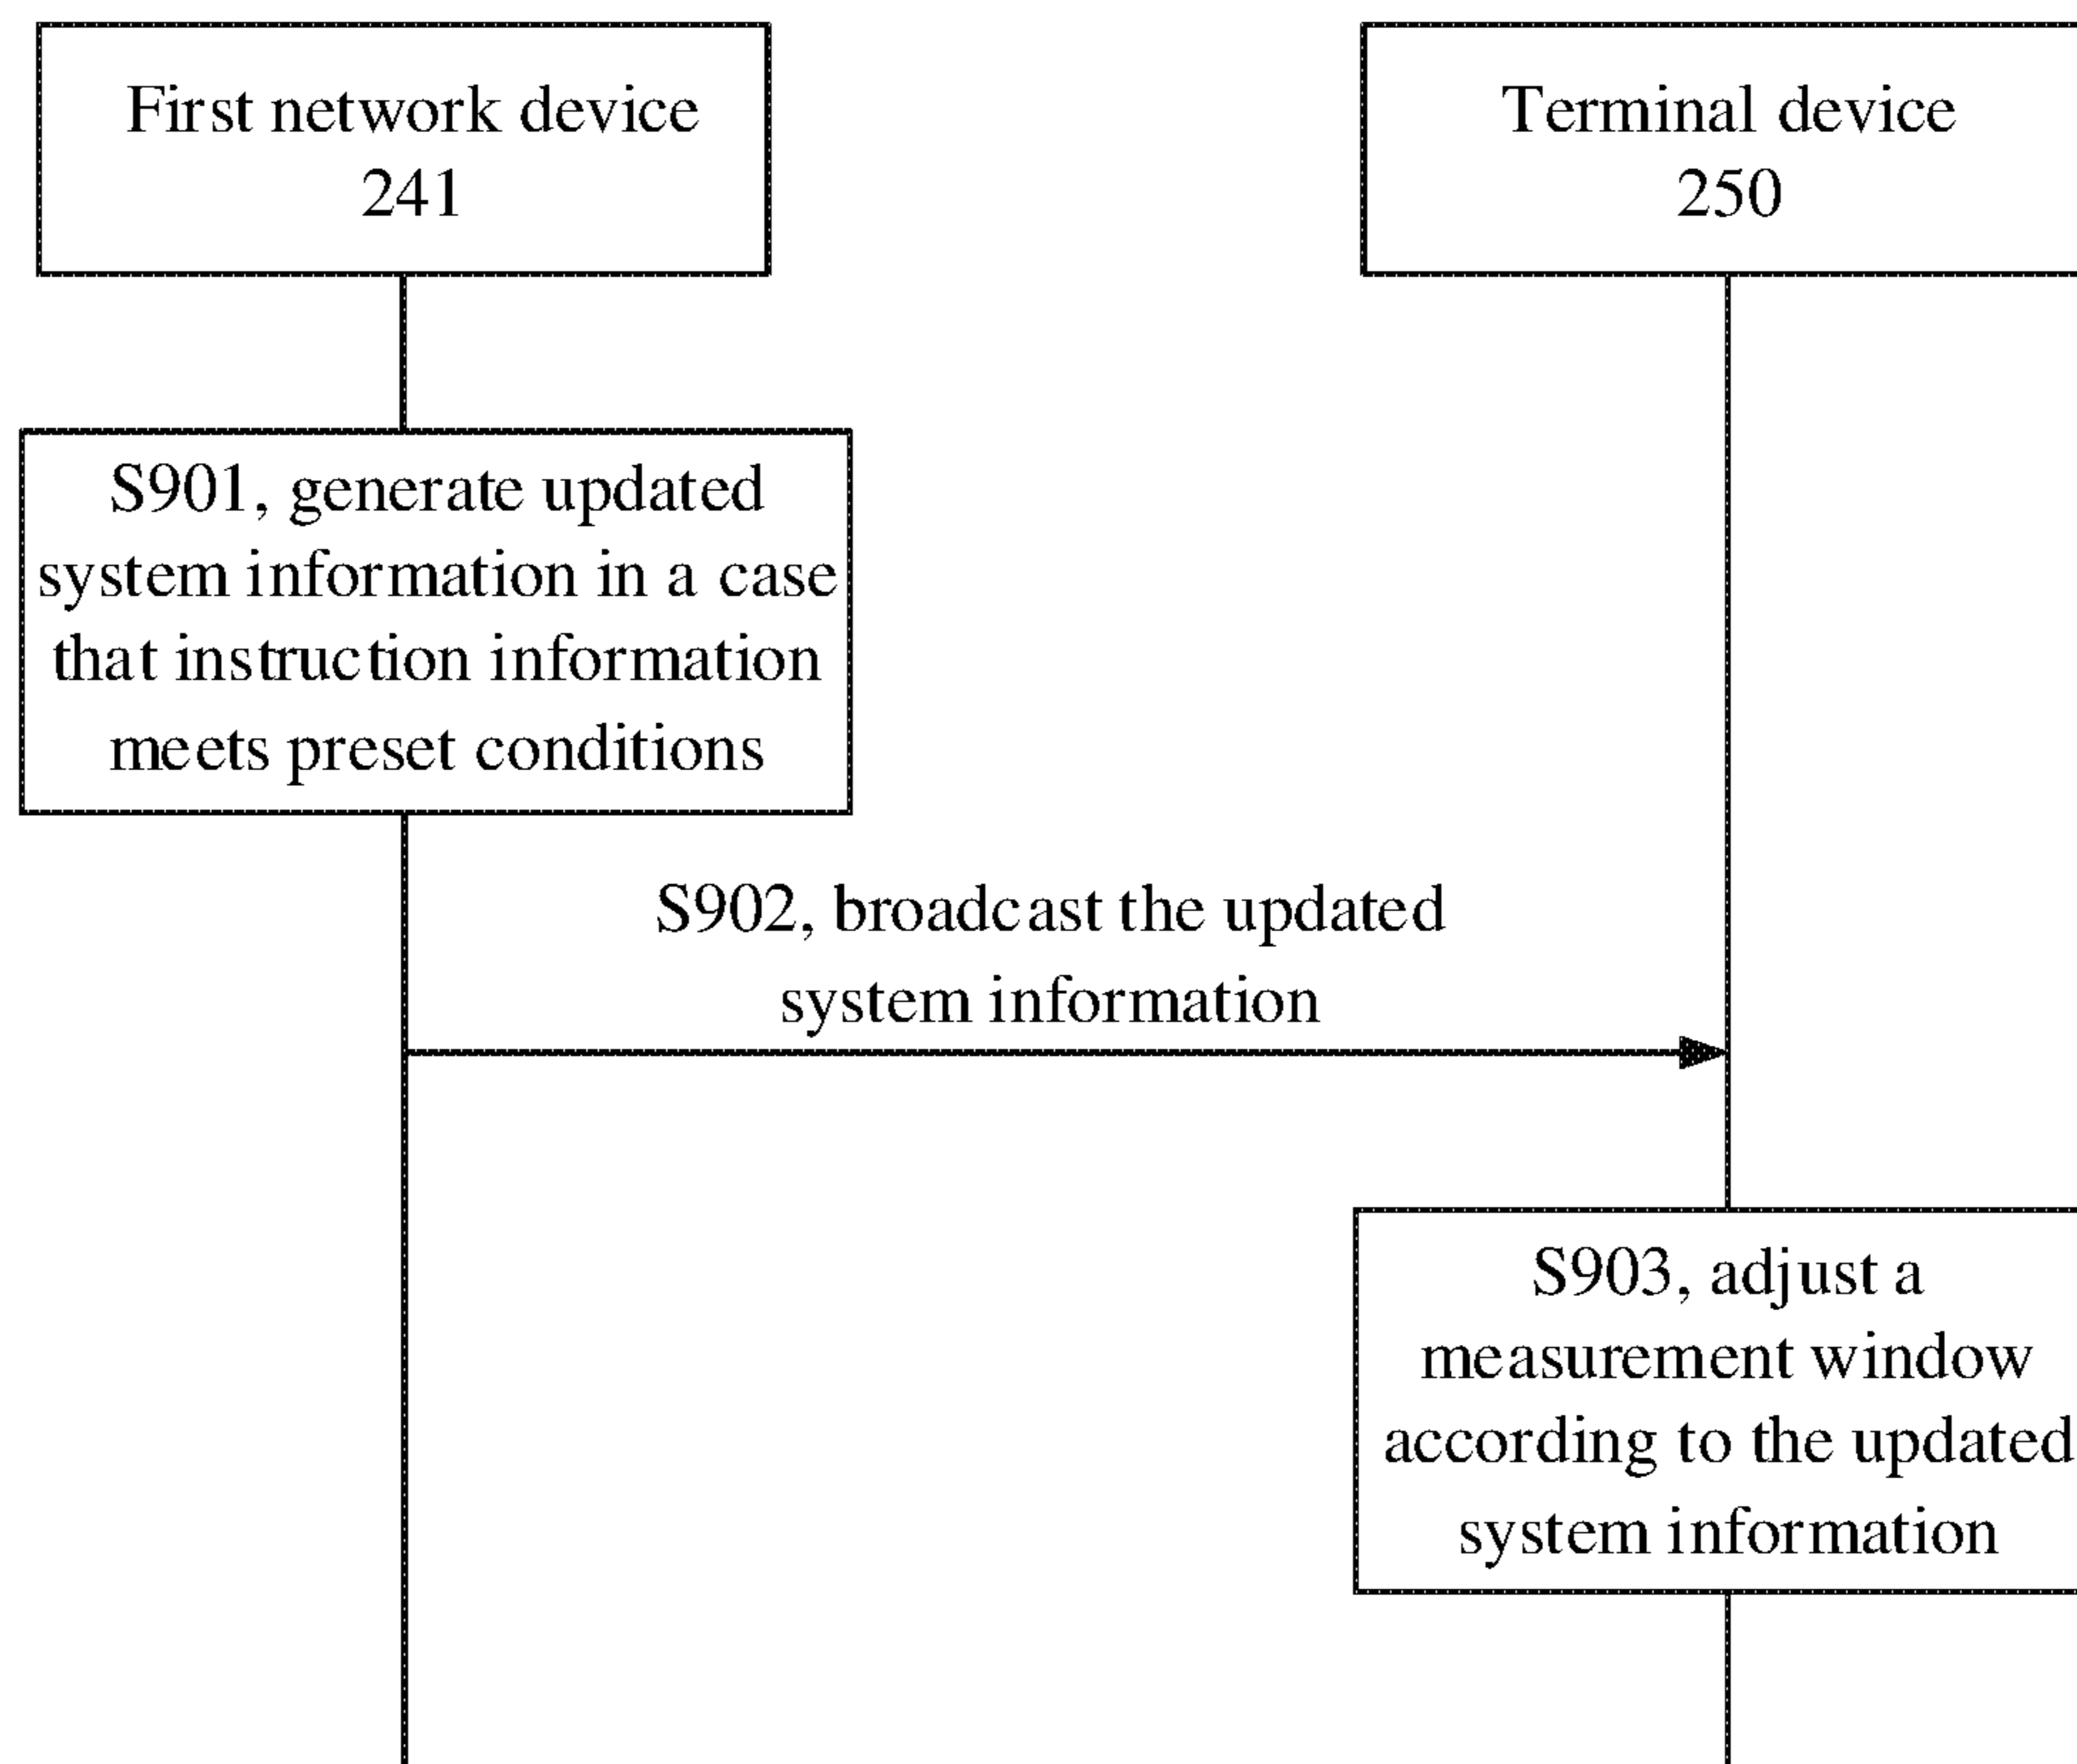 First network device
241
Terminal device
250
S901, generate updated
system information in a case
that instruction information
meets preset conditions
S902, broadcast the updated
system information
S903, adjust a
measurement window
according to the updated
system information